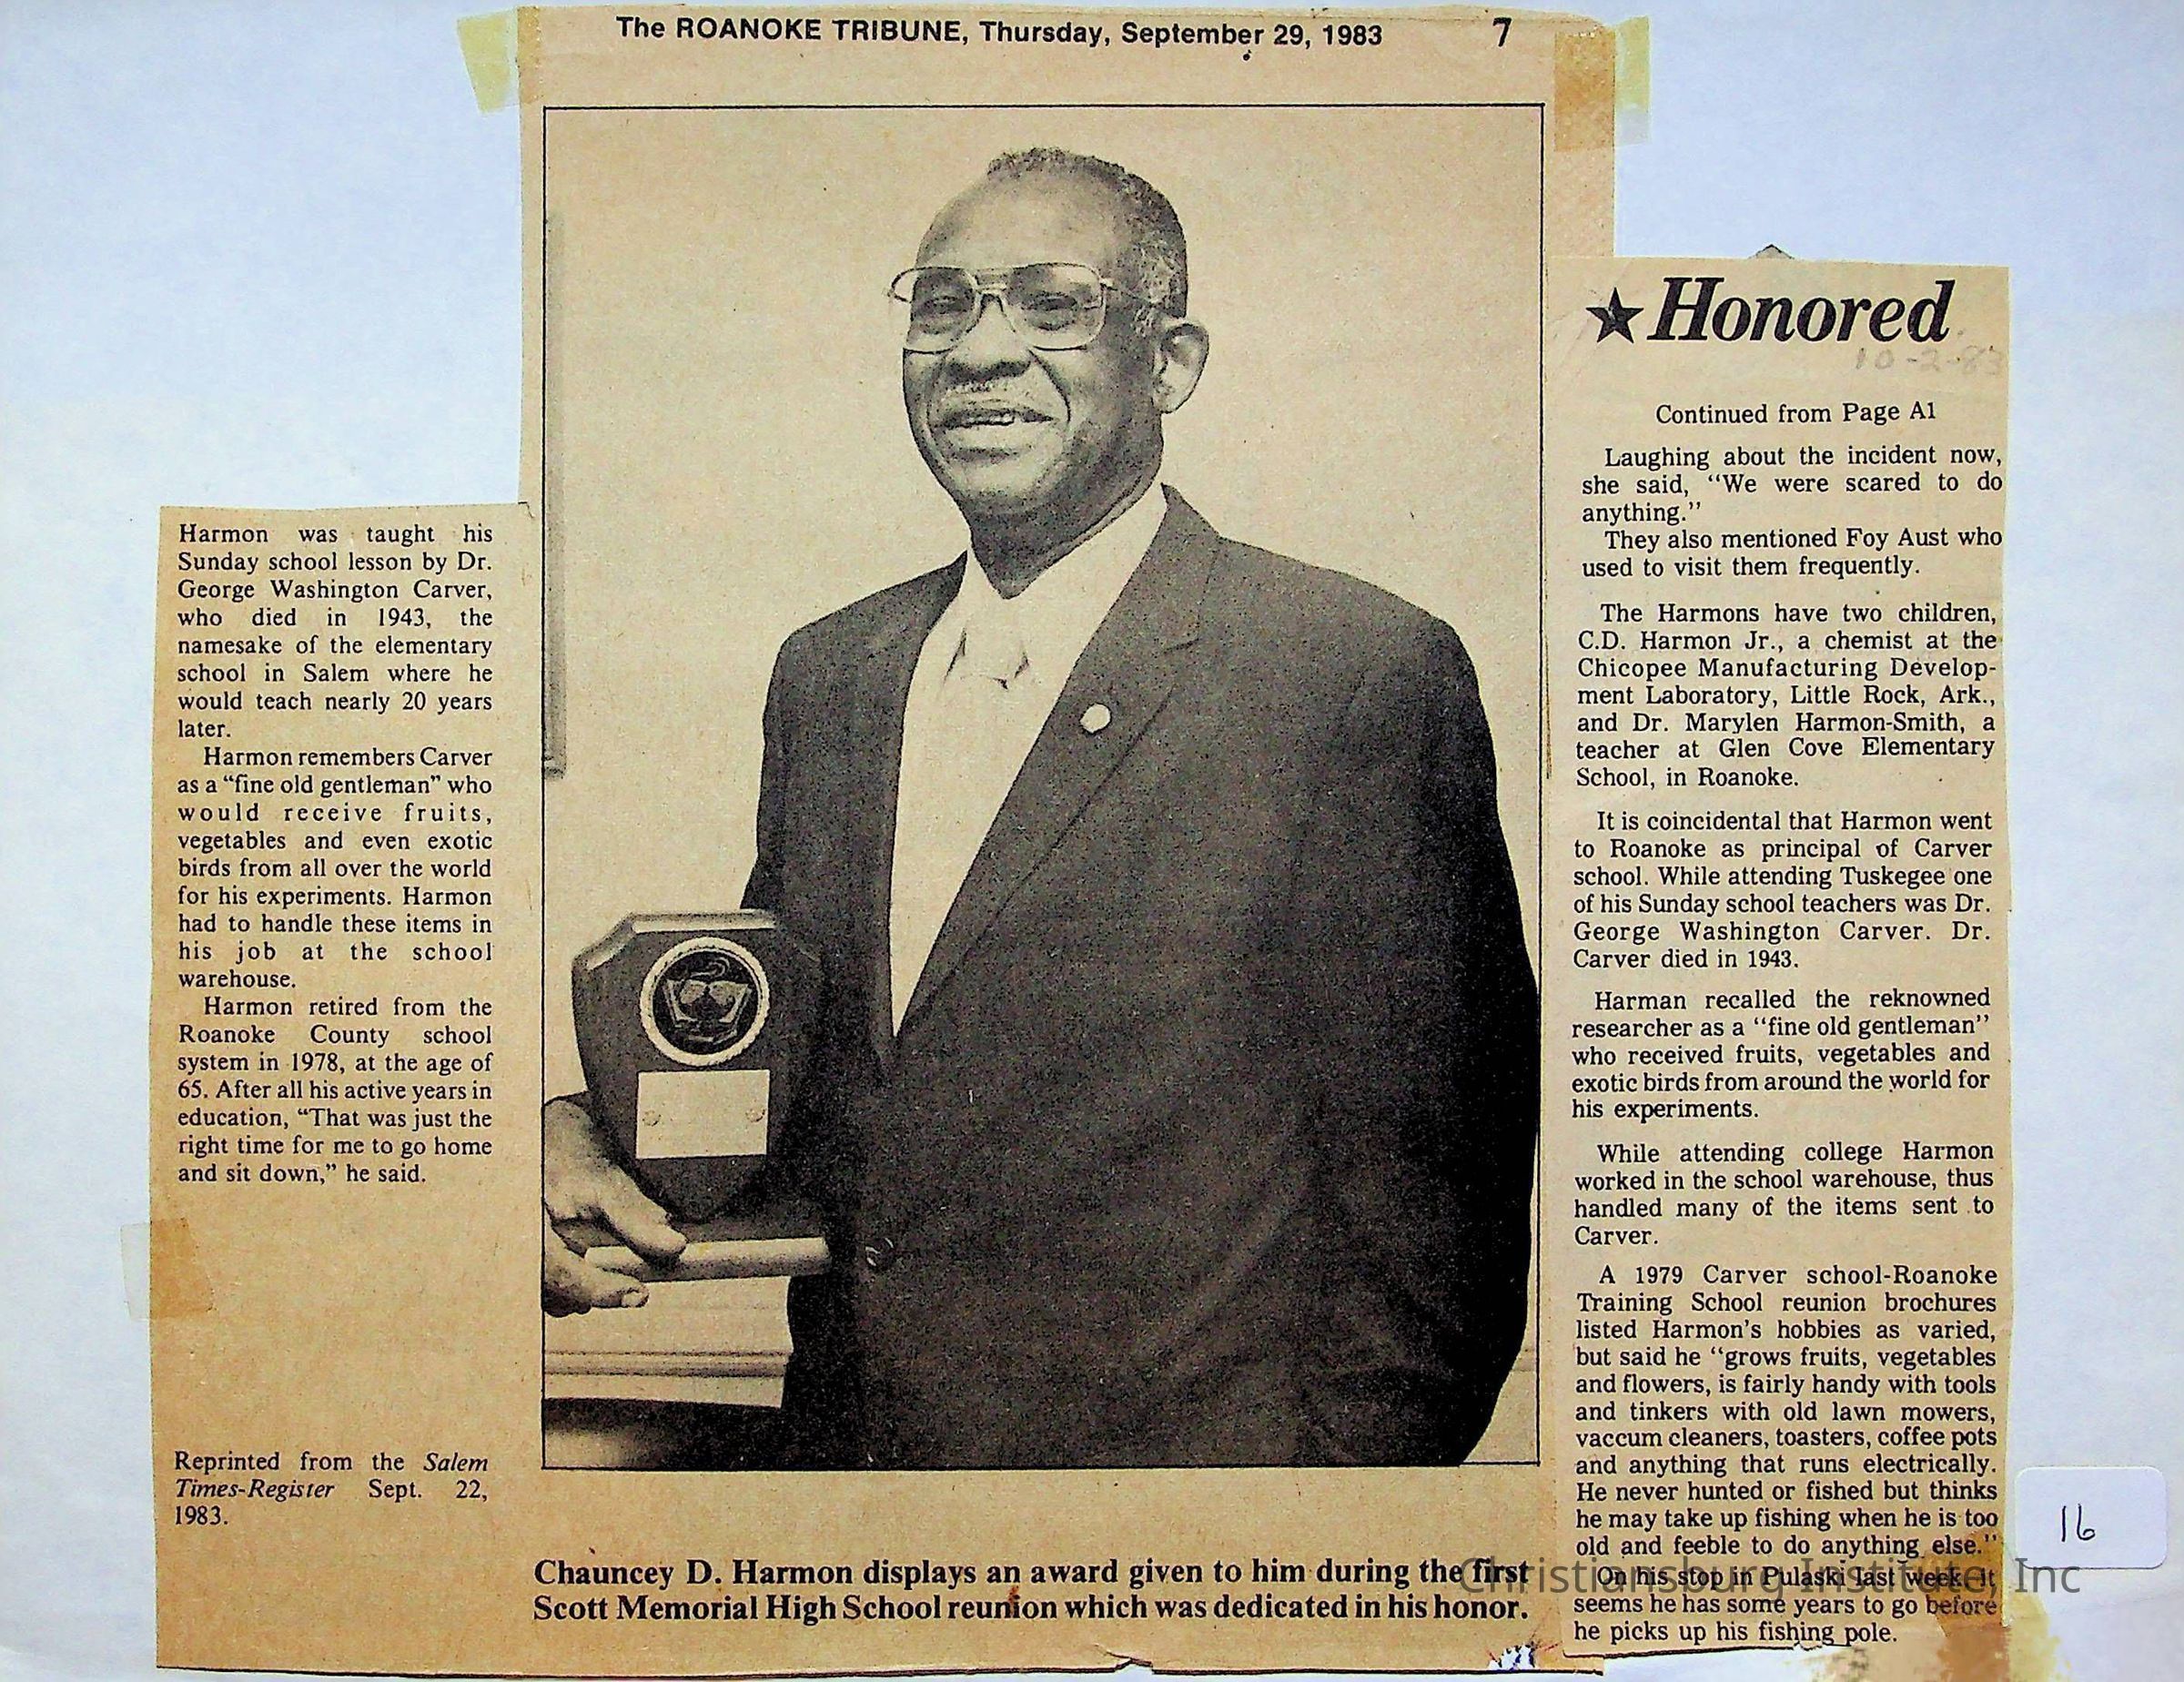 The ROANOKE TRIBUNE, Thursday, September 29, 1983
7
Harmon was taught his
Sunday school lesson by Dr.
George Washington Carver,
who died in 1943, the
namesake of the elementary
school in Salem where he
would teach nearly 20 years
later.
Harmon remembers Carver
as a “fine old gentleman” who
would receive fruits,
vegetables and even exotic
birds from all over the world
for his experiments. Harmon
had to handle these items in
his job at the school
warehouse.
Harmon retired from the
Roanoke County school
system in 1978, at the age of
65. After all his active years in
education, “That was just the
right time for me to go home
and sit down,” he said.
Reprinted from the Salem
Times-Register Sept. 22,
1983.
Chauncey D. Harmon displays an award given to him during the first
Scott Memorial High School reunion which was dedicated in his honor.
★Honored
10-2-83
Continued from Page A1
Laughing about the incident now,
she said, “We were scared to do
anything.”
They also mentioned Foy Aust who
used to visit them frequently.
The Harmons have two children,
C.D. Harmon Jr., a chemist at the
Chicopee Manufacturing Develop-
ment Laboratory, Little Rock, Ark.,
and Dr. Marylen Harmon-Smith, a
teacher at Glen Cove Elementary
School, in Roanoke.
It is coincidental that Harmon went
to Roanoke as principal of Carver
school. While attending Tuskegee one
of his Sunday school teachers was Dr.
George Washington Carver. Dr.
Carver died in 1943.
Harman recalled the reknowned
researcher as a “fine old gentleman”
who received fruits, vegetables and
exotic birds from around the world for
his experiments.
While attending college Harmon
worked in the school warehouse, thus
handled many of the items sent to
Carver.
A 1979 Carver school-Roanoke
Training School reunion brochures
listed Harmon's hobbies as varied,
but said he “grows fruits, vegetables
and flowers, is fairly handy with tools
and tinkers with old lawn mowers,
vaccum cleaners, toasters, coffee pots
and anything that runs electrically.
He never hunted or fished but thinks
he may take up fishing when he is too
old and feeble to do anything else.”
On his stop in Pulaski last week it
seems he has some years to go before
he picks up his fishing pole.
16
Christiansburg Institute, Inc